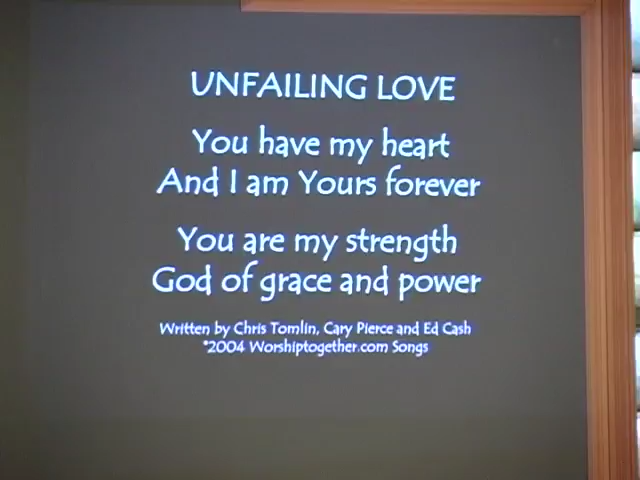 UNFAILING LOVE
You have my heart
And I am Yours forever
You are my strength
God of grace and power
Written by Chris Tomlin, Cary Pierce and Ed Cash
*2004 Worshiptogether.com Songs